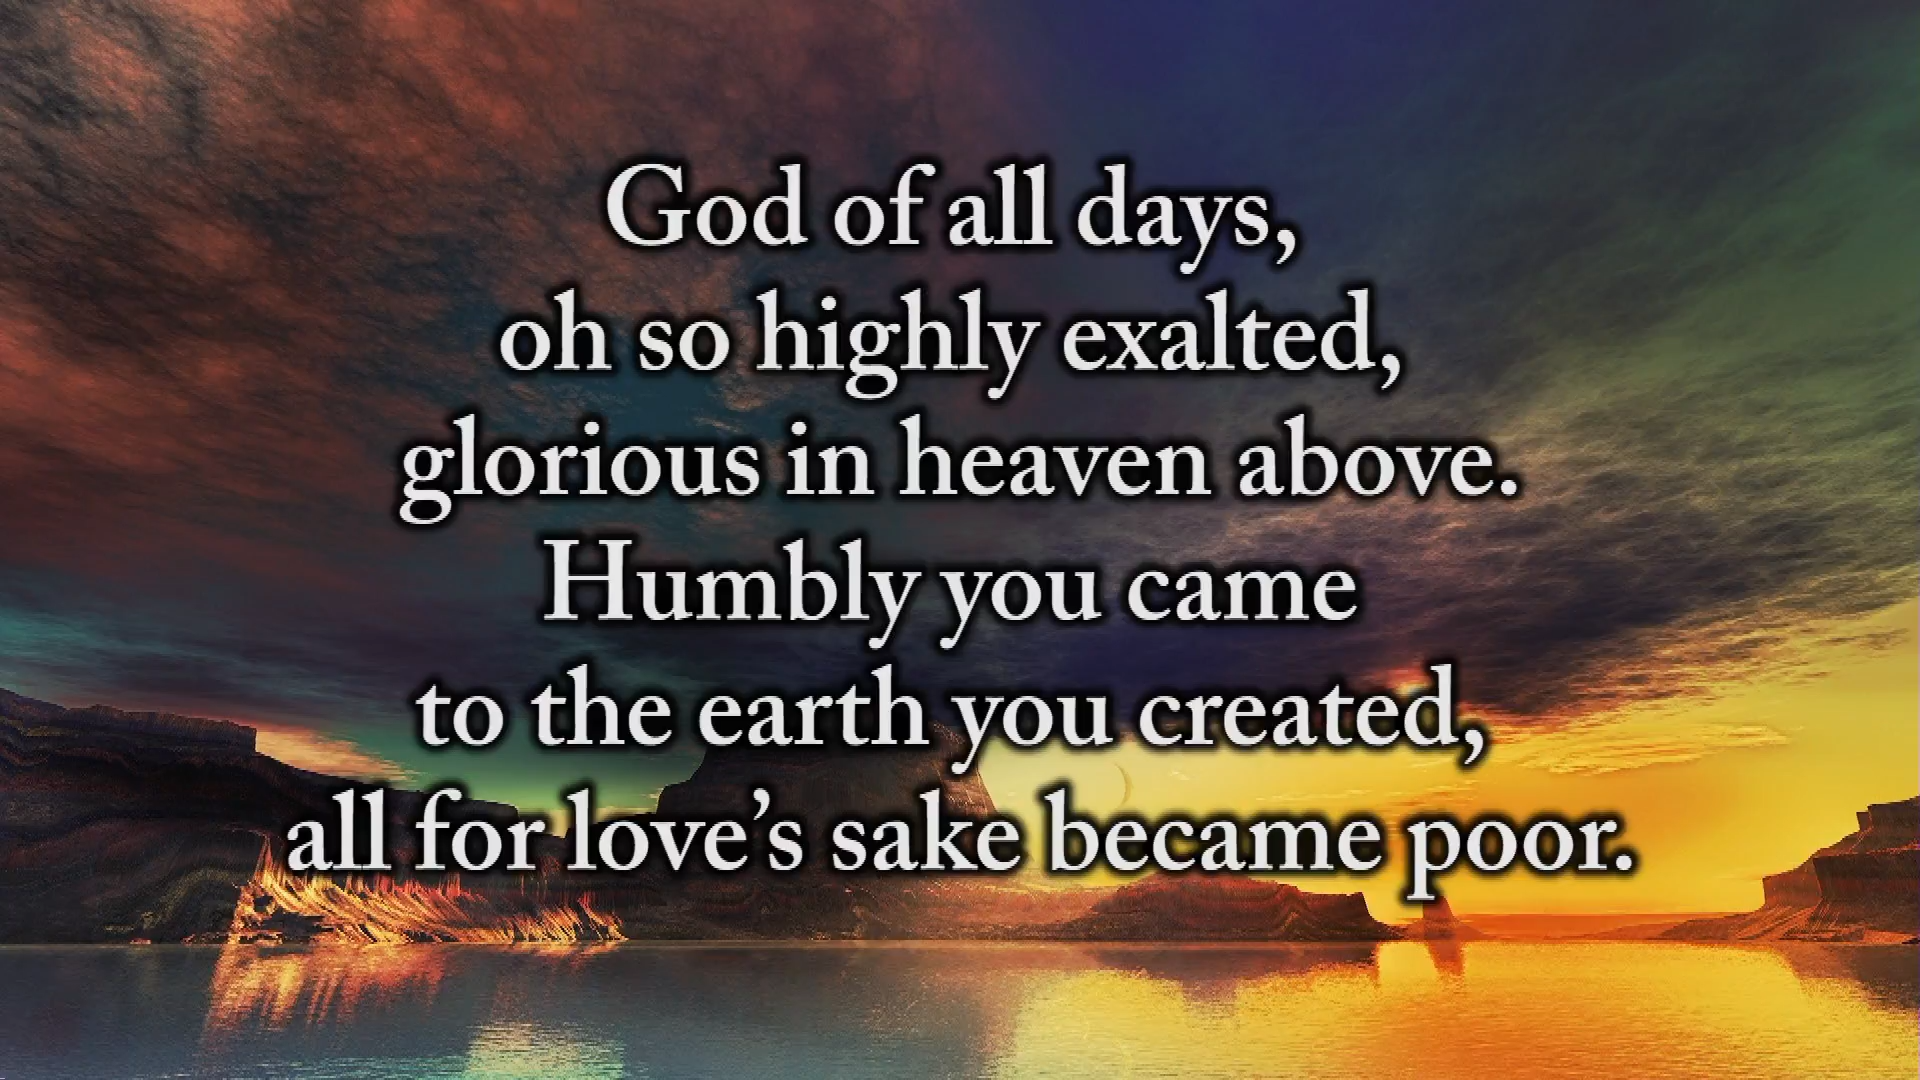 God of all days,
oh so highly exalted,
glorious in heaven above.
Humbly you came
to the earth you created,
all for love’s sake became poor.